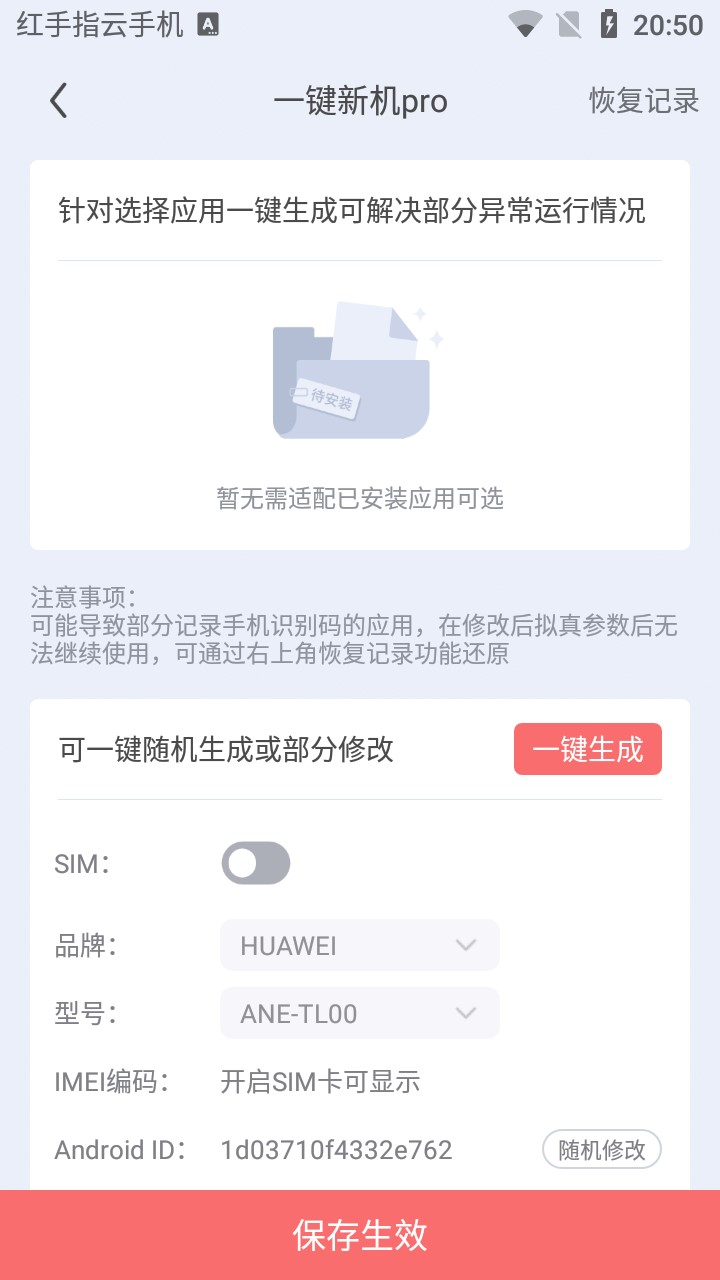 红手指云手机 A 20:50
一键新机pro 恢复记录
针对选择应用一键生成可解决部分异常运行情况
待安装
暂无需适配已安装应用可选
注意事项：
可能导致部分记录手机识别码的应用，在修改后拟真参数后无
法继续使用，可通过右上角恢复记录功能还原
可一键随机生成或部分修改 一键生成
SIM：
品牌： HUAWEI
型号： ANE-TL00
IMEI编码： 开启SIM卡可显示
Android ID： 1d03710f4332e762 随机修改
保存生效